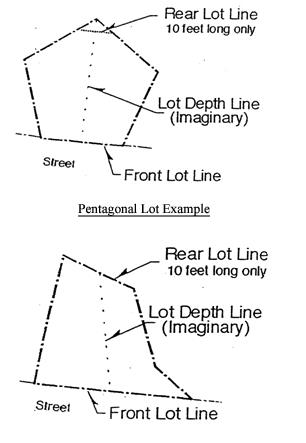 Rear Lot Line
10 feet long only
Lot Depth Line
(Imaginary)
Street
Front Lot Line
Pentagonal Lot Example
Rear Lot Line
10 feet long only
Lot Depth Line
(Imaginary)
Street
Front Lot Line